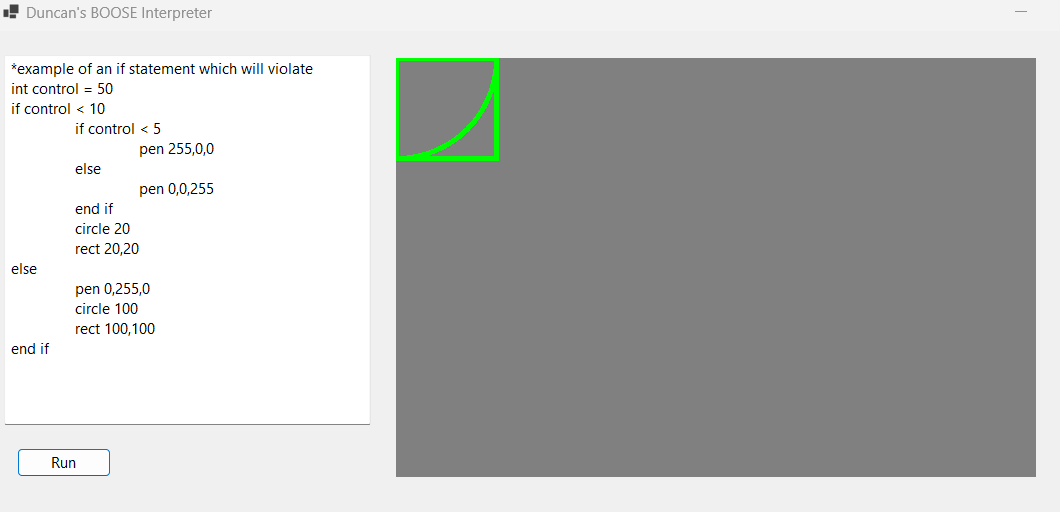 Duncan's BOOSE Interpreter
*example of an if statement which will violate
int control = 50
if control < 10
if control < 5
pen 255,0,0
else
pen 0,0,255
end if
circle 20
rect 20,20
else
pen 0,255,0
circle 100
rect 100,100
end if
Run